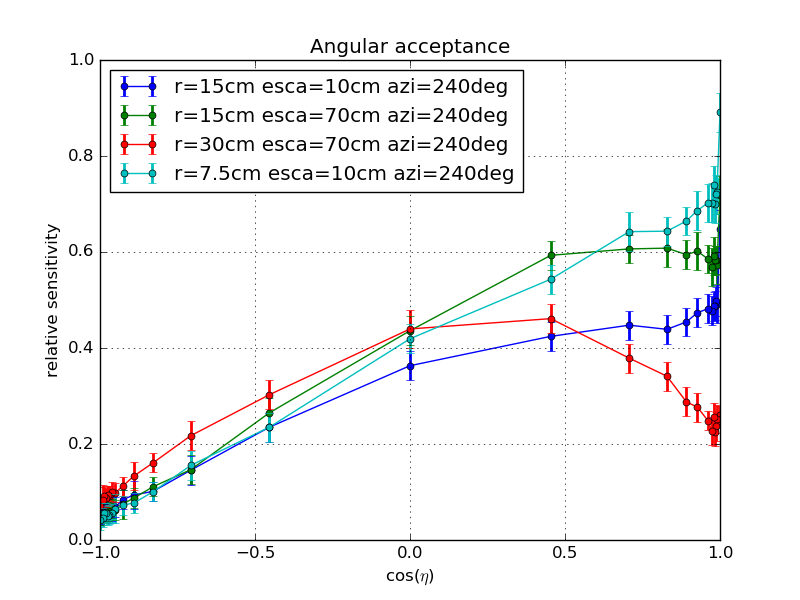 Angular acceptance
1.0
r=15cm esca=10cm azi=240deg
r=15cm esca=70cm azi=240deg
r=30cm esca=70cm azi=240deg
r=7.5cm esca=10cm azi=240deg
0.8
0.6
relative sensitivity
0.4
0.2
0.0
−1.0 −0.5 0.0 0.5 1.0
cos(η)